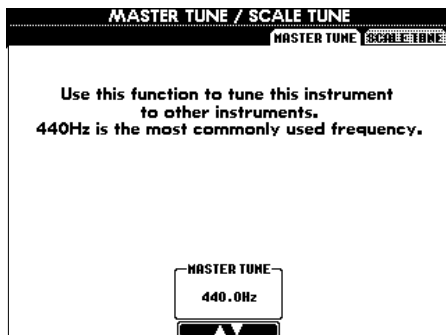 MASTER TUNE / SCALE TUNE
MASTER TUNE SCALE TUNE
Use this function to tune this instrument
to other instruments.
440Hz is the most commonly used frequency.
MASTER TUNE
440.0Hz